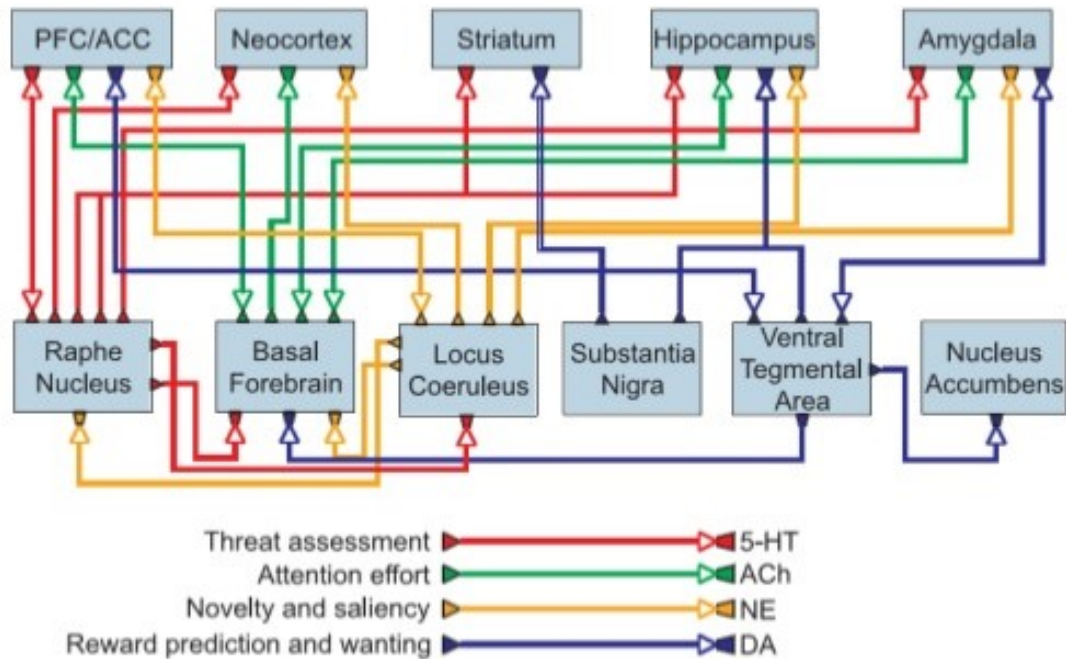 PFC/ACC
Neocortex
Striatum
Hippocampus
Amygdala
Raphe
Nucleus
Basal
Forebrain
Locus
Coeruleus
Substantia
Nigra
Ventral
Tegmental
Area
Nucleus
Accumbens
Threat assessment 5-HT
Attention effort ACh
Novelty and saliency NE
Reward prediction and wanting DA